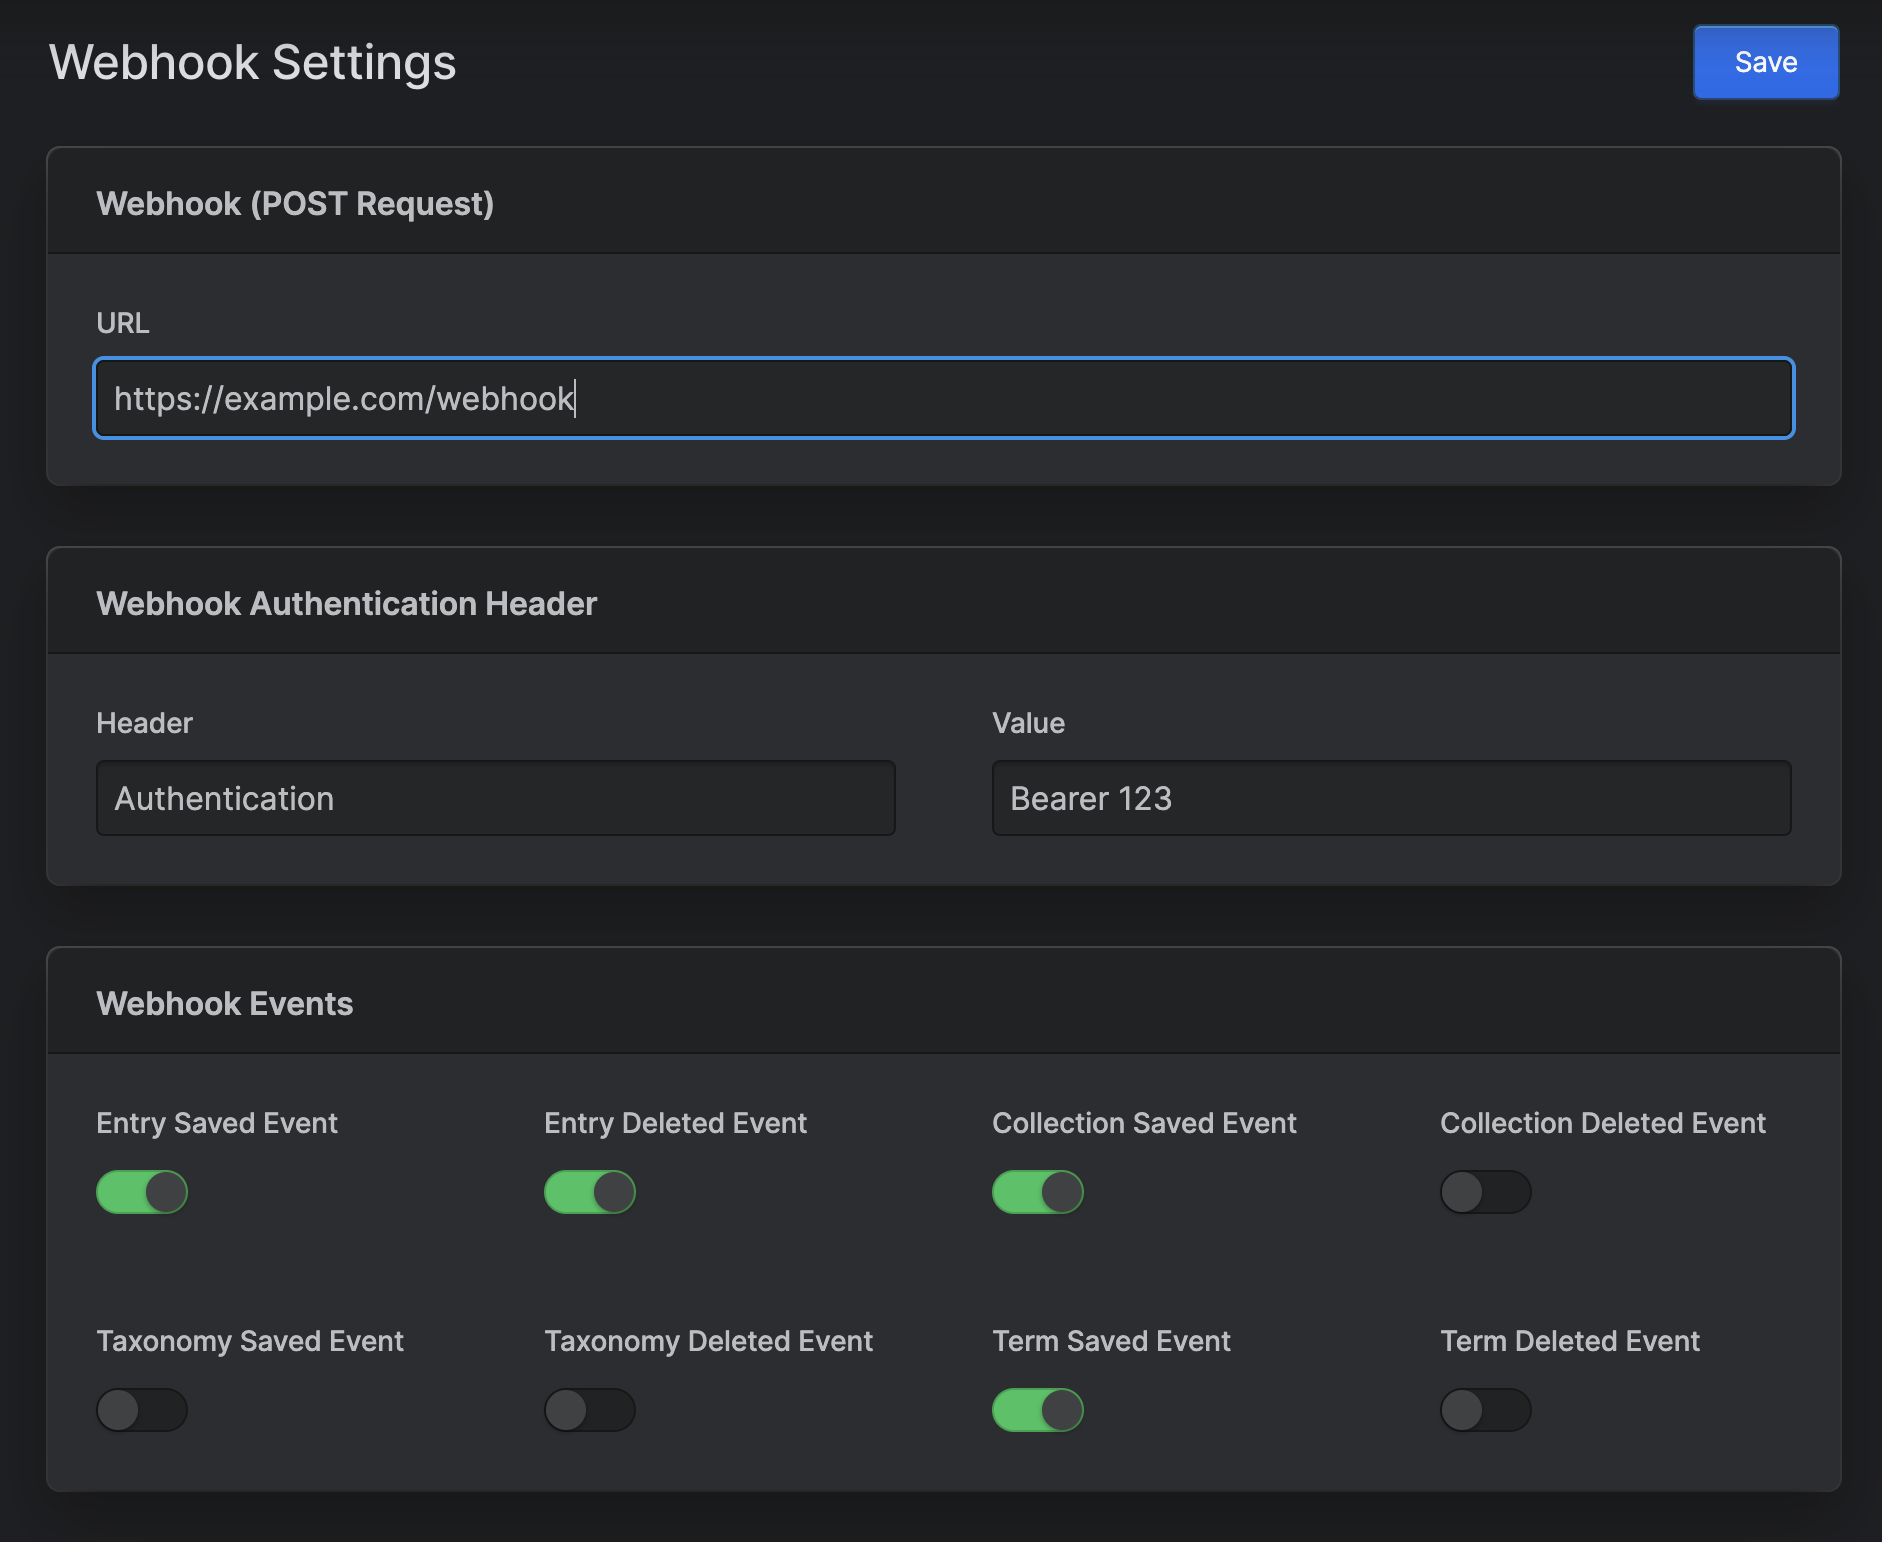 Webhook Settings
Save
Webhook (POST Request)
URL
https://example.com/webhook
Webhook Authentication Header
Header
Value
Authentication
Bearer 123
Webhook Events
Entry Saved Event
Entry Deleted Event
Collection Saved Event
Collection Deleted Event
Taxonomy Saved Event
Taxonomy Deleted Event
Term Saved Event
Term Deleted Event